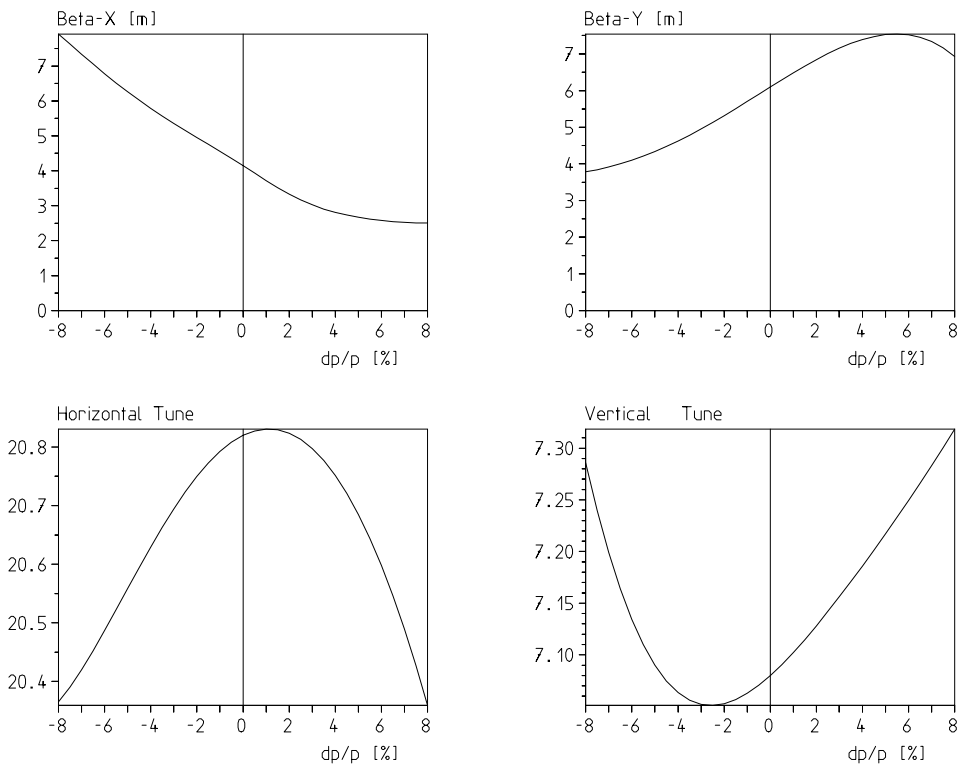 Beta-X [m]
7
6
5
4
3
2
1
0
-8 -6 -4 -2 0 2 4 6 8
dp/p [%]
Beta-Y [m]
7
6
5
4
3
2
1
0
-8 -6 -4 -2 0 2 4 6 8
dp/p [%]
Horizontal Tune
20.8
20.7
20.6
20.5
20.4
-8 -6 -4 -2 0 2 4 6 8
dp/p [%]
Vertical Tune
7.30
7.25
7.20
7.15
7.10
-8 -6 -4 -2 0 2 4 6 8
dp/p [%]